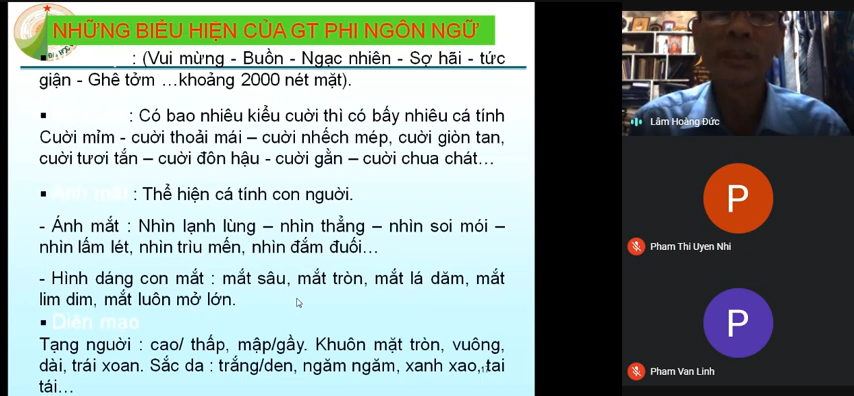 NHỮNG BIỂU HIỆN CỦA GT PHI NGÔN NGỮ
: (Vui mừng - Buồn - Ngạc nhiên - Sợ hãi - tức
giận - Ghê tởm …khoảng 2000 nét mặt).
: Có bao nhiêu kiểu cười thì có bấy nhiêu cá tính
Cười mỉm - cười thoải mái – cười nhếch mép, cười giòn tan,
cười tươi tắn – cười đôn hậu - cười gằn – cười chua chát…
Ánh mắt : Thể hiện cá tính con người.
- Ánh mắt : Nhìn lạnh lùng – nhìn thẳng – nhìn soi mói –
nhìn lấm lét, nhìn trìu mến, nhìn đắm đuối…
- Hình dáng con mắt : mắt sâu, mắt tròn, mắt lá dăm, mắt
lim dim, mắt luôn mở lớn.
Diện mạo
Tạng người : cao/ thấp, mập/gầy. Khuôn mặt tròn, vuông,
dài, trái xoan. Sắc da : trắng/đen, ngăm ngăm, xanh xao, tai
tái…
Lâm Hoàng Đức
P
Pham Thi Uyen Nhi
P
Pham Van Linh